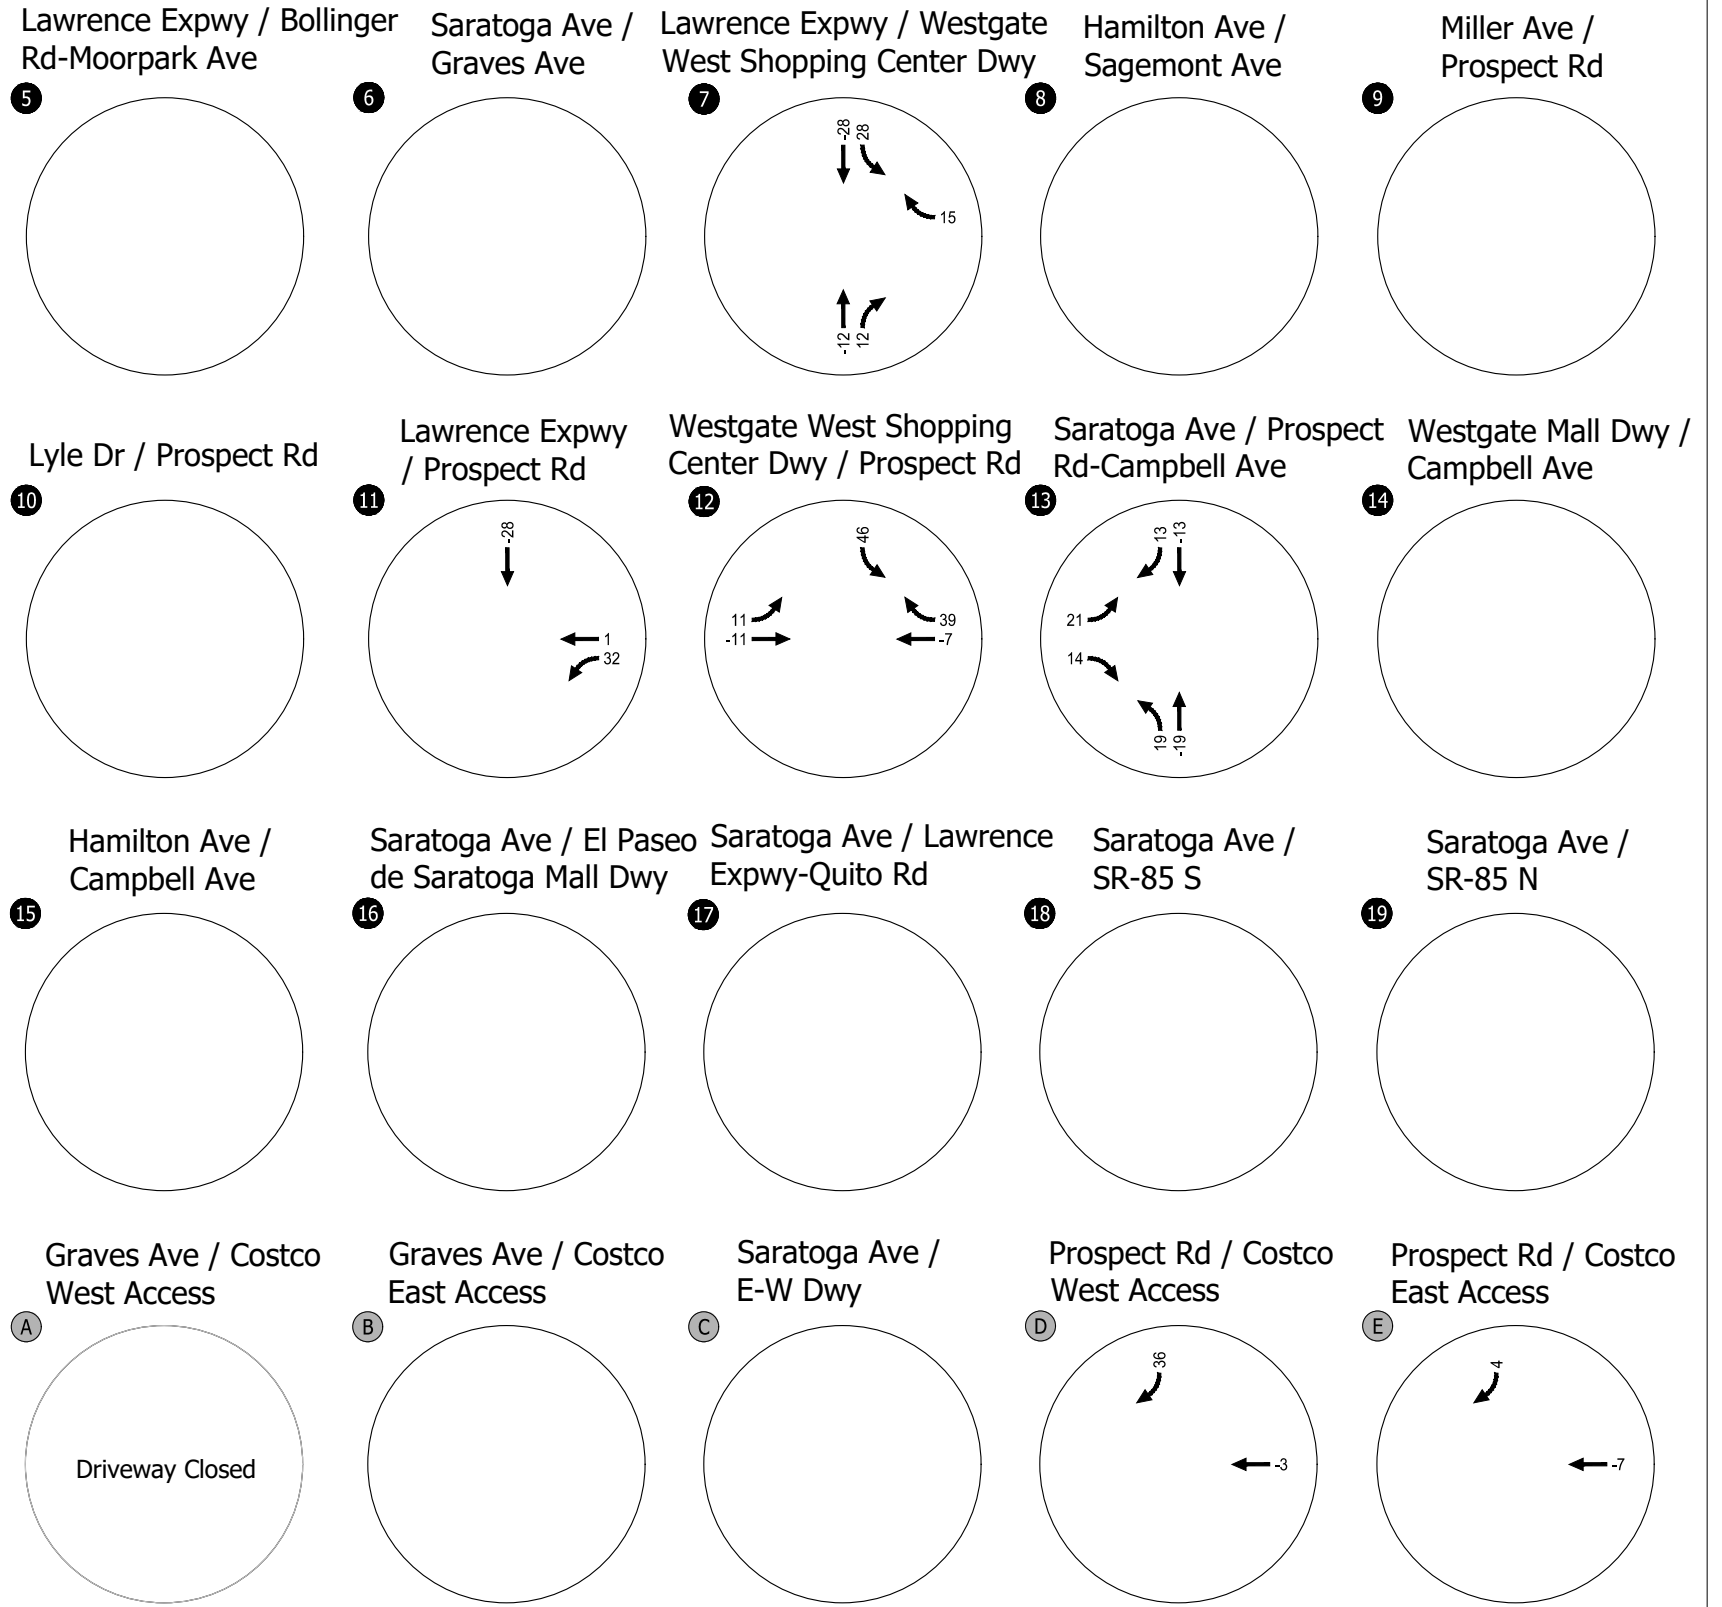 Lawrence Expwy / Bollinger
Rd-Moorpark Ave
5
Saratoga Ave /
Graves Ave
6
Lawrence Expwy / Westgate
West Shopping Center Dwy
7
-28
28
15
-12
12
Hamilton Ave /
Sagemont Ave
8
Miller Ave /
Prospect Rd
9
Lyle Dr / Prospect Rd
10
Lawrence Expwy
/ Prospect Rd
11
-28
1
32
Westgate West Shopping
Center Dwy / Prospect Rd
12
46
11
-11
39
-7
Saratoga Ave / Prospect
Rd-Campbell Ave
13
13
-13
21
14
19
-19
Westgate Mall Dwy /
Campbell Ave
14
Hamilton Ave /
Campbell Ave
15
Saratoga Ave / El Paseo
de Saratoga Mall Dwy
16
Saratoga Ave / Lawrence
Expwy-Quito Rd
17
Saratoga Ave /
SR-85 S
18
Saratoga Ave /
SR-85 N
19
Graves Ave / Costco
West Access
A
Driveway Closed
Graves Ave / Costco
East Access
B
Saratoga Ave /
E-W Dwy
C
Prospect Rd / Costco
West Access
D
36
-3
Prospect Rd / Costco
East Access
E
4
-7